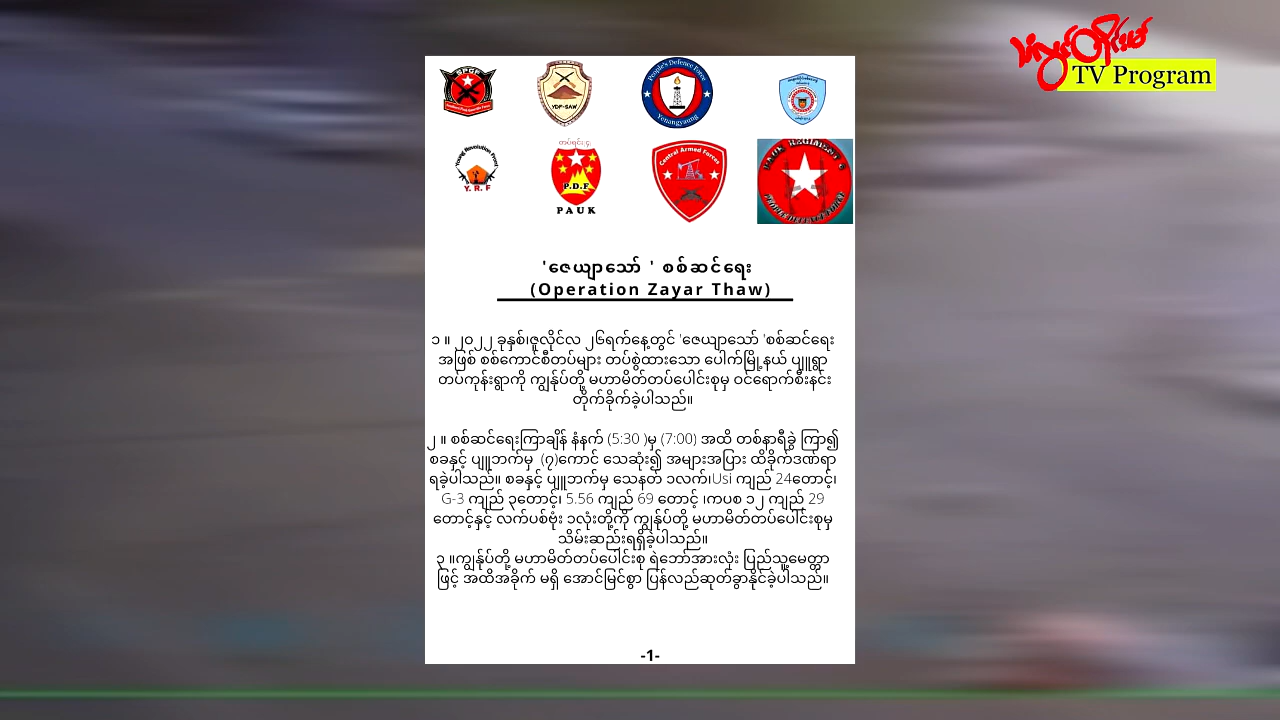 TV Program
SPGF
YDF-SAW
People's Defence Force
Yenangyaung
Young Revolution Front
Y.R.F
P.D.F
PAUK
Central Armed Forces
'ဇေယျာသော် ' စစ်ဆင်ရေး
(Operation Zayar Thaw)
၁ ။ ၂၀၂၂ ခုနှစ်၊ဇူလိုင်လ ၂၆ရက်နေ့တွင် 'ဇေယျာသော် 'စစ်ဆင်ရေး
အဖြစ် စစ်ကောင်စီတပ်များ တပ်စွဲထားသော ပေါက်မြို့နယ် ပျူရွာ
တပ်ကုန်းရွာကို ကျွန်ုပ်တို့ မဟာမိတ်တပ်ပေါင်းစုမှ ဝင်ရောက်စီးနင်း
တိုက်ခိုက်ခဲ့ပါသည်။
၂ ။ စစ်ဆင်ရေးကြာချိန် နံနက် (5:30 )မှ (7:00) အထိ တစ်နာရီခွဲ ကြာ၍
စခနှင့် ပျူဘက်မှ (၇)ကောင် သေဆုံး၍ အများအပြား ထိခိုက်ဒဏ်ရာ
ရခဲ့ပါသည်။ စခနှင့် ပျူဘက်မှ သေနတ် ၁လက်၊Usi ကျည် 24တောင့်၊
G-3 ကျည် ၃တောင့်၊ 5.56 ကျည် 69 တောင့် ၊ကပစ ၁၂ ကျည် 29
တောင့်နှင့် လက်ပစ်ဗုံး ၁လုံးတို့ကို ကျွန်ုပ်တို့ မဟာမိတ်တပ်ပေါင်းစုမှ
သိမ်းဆည်းရရှိခဲ့ပါသည်။
၃ ။ကျွန်ုပ်တို့ မဟာမိတ်တပ်ပေါင်းစု ရဲဘော်အားလုံး ပြည်သူ့မေတ္တာ
ဖြင့် အထိအခိုက် မရှိ အောင်မြင်စွာ ပြန်လည်ဆုတ်ခွာနိုင်ခဲ့ပါသည်။
-1-